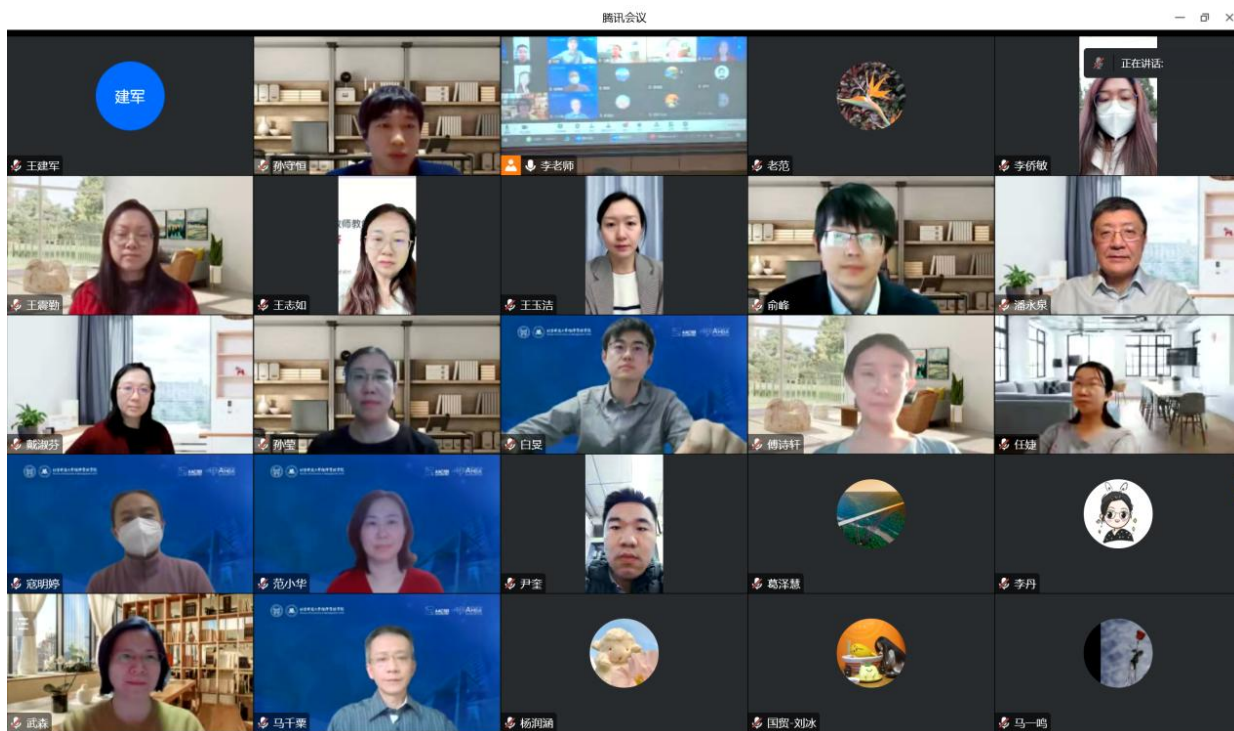 腾讯会议
正在讲话:
建军
王建军
孙守恒
李老师
老范
李侨敏
王震勤
王志如
王玉洁
俞峰
潘永泉
戴淑芬
孙莹
白旻
傅诗轩
任婕
寇明婷
范小华
尹奎
葛泽慧
李丹
武森
马千栗
杨润涵
国贸-刘冰
马一鸣